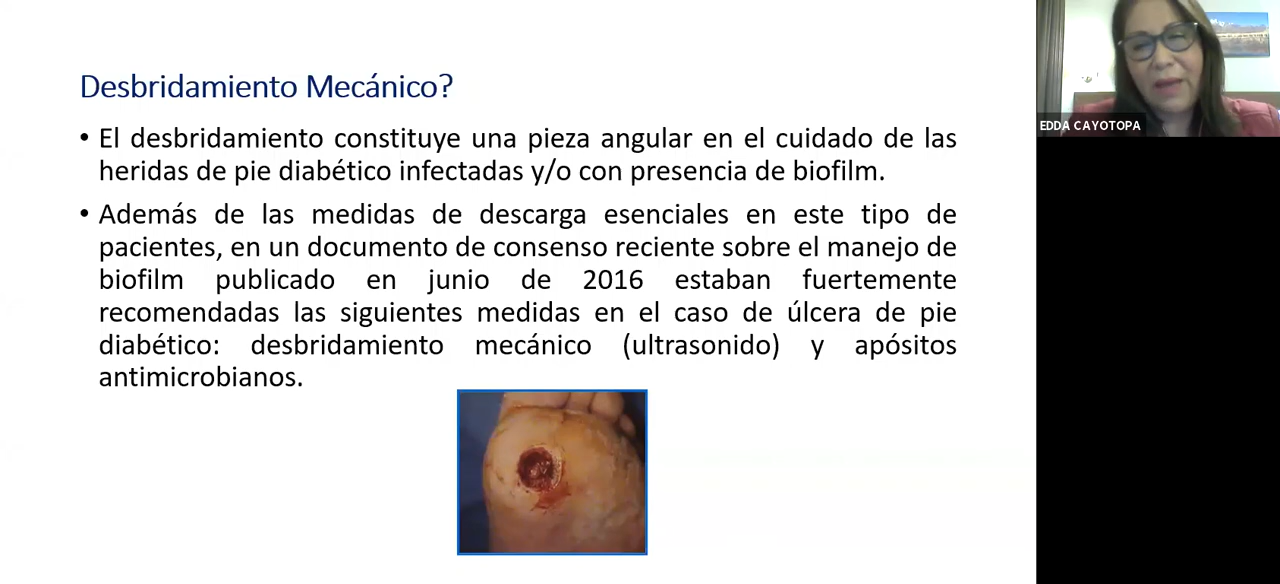 Desbridamiento Mecánico?
• El desbridamiento constituye una pieza angular en el cuidado de las
heridas de pie diabético infectadas y/o con presencia de biofilm.
• Además de las medidas de descarga esenciales en este tipo de
pacientes, en un documento de consenso reciente sobre el manejo de
biofilm publicado en junio de 2016 estaban fuertemente
recomendadas las siguientes medidas en el caso de úlcera de pie
diabético: desbridamiento mecánico (ultrasonido) y apósitos
antimicrobianos.
EDDA CAYOTOPA